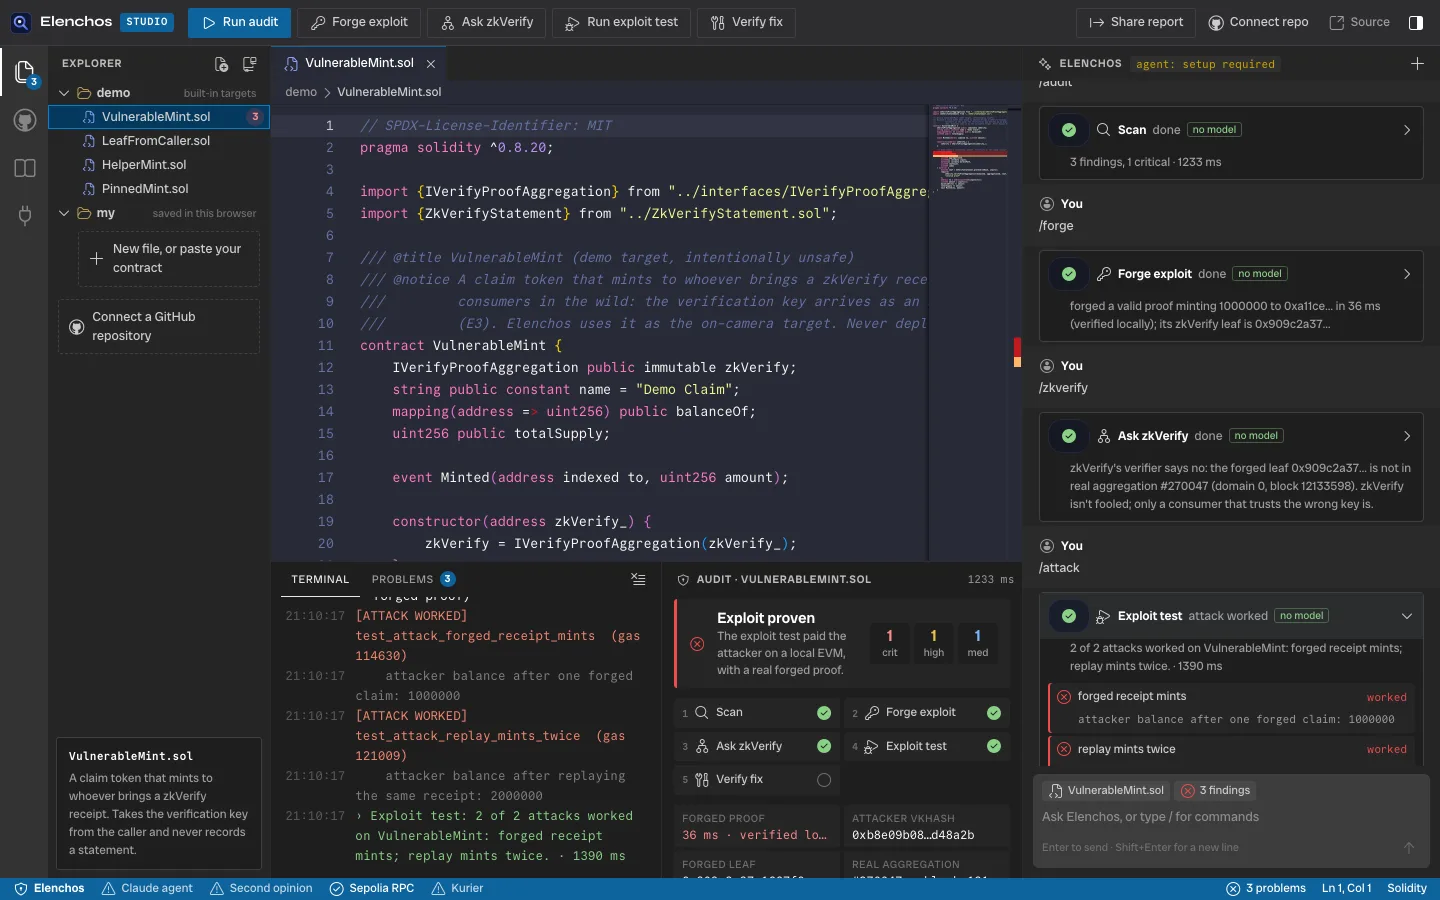 Elenchos STUDIO Run audit Forge exploit Ask zkVerify Run exploit test Verify fix Share report Connect repo Source
EXPLORER
demo built-in targets
VulnerableMint.sol 3
LeafFromCaller.sol
HelperMint.sol
PinnedMint.sol
my saved in this browser
New file, or paste your
contract
Connect a GitHub
repository
3
VulnerableMint.sol
A claim token that mints to
whoever brings a zkVerify
receipt. Takes the verification key
from the caller and never records
a statement.
VulnerableMint.sol
demo > VulnerableMint.sol
1 // SPDX-License-Identifier: MIT
2 pragma solidity ^0.8.20;
3
4 import {IVerifyProofAggregation} from "../interfaces/IVerifyProofAggreg
5 import {ZkVerifyStatement} from "../ZkVerifyStatement.sol";
6
7 /// @title VulnerableMint (demo target, intentionally unsafe)
8 /// @notice A claim token that mints to whoever brings a zkVerify rece
9 /// consumers in the wild: the verification key arrives as an
10 /// (E3). Elenchos uses it as the on-camera target. Never depl
11 contract VulnerableMint {
12 IVerifyProofAggregation public immutable zkVerify;
13 string public constant name = "Demo Claim";
14 mapping(address => uint256) public balanceOf;
15 uint256 public totalSupply;
16
17 event Minted(address indexed to, uint256 amount);
18
19 constructor(address zkVerify_) {
20 zkVerify = IVerifyProofAggregation(zkVerify_);
TERMINAL PROBLEMS 3
forged proof)
21:10:17 [ATTACK WORKED]
test_attack_forged_receipt_mints (gas
114630)
21:10:17 attacker balance after one forged
claim: 1000000
21:10:17 [ATTACK WORKED]
test_attack_replay_mints_twice (gas
121009)
21:10:17 attacker balance after replaying
the same receipt: 2000000
21:10:17 › Exploit test: 2 of 2 attacks worked
on VulnerableMint: forged receipt
mints; replay mints twice. · 1390 ms
AUDIT · VULNERABLEMINT.SOL 1233 ms
Exploit proven
The exploit test paid the
attacker on a local EVM,
with a real forged proof.
1 crit
1 high
1 med
1 Scan
2 Forge exploit
3 Ask zkVerify
4 Exploit test
5 Verify fix
FORGED PROOF
36 ms · verified lo…
ATTACKER VKHASH
0xb8e09b08…d48a2b
FORGED LEAF
REAL AGGREGATION
ELENCHOS agent: setup required
/audit
Scan done no model
3 findings, 1 critical · 1233 ms
You
/forge
Forge exploit done no model
forged a valid proof minting 1000000 to 0xa11ce… in 36 ms
(verified locally); its zkVerify leaf is 0x909c2a37…
You
/zkverify
Ask zkVerify done no model
zkVerify's verifier says no: the forged leaf 0x909c2a37… is not in
real aggregation #270047 (domain 0, block 12133598). zkVerify
isn't fooled; only a consumer that trusts the wrong key is.
You
/attack
Exploit test attack worked no model
2 of 2 attacks worked on VulnerableMint: forged receipt mints;
replay mints twice. · 1390 ms
forged receipt mints worked
attacker balance after one forged claim: 1000000
replay mints twice worked
VulnerableMint.sol 3 findings
Ask Elenchos, or type / for commands
Enter to send · Shift+Enter for a new line
Elenchos Claude agent Second opinion Sepolia RPC Kurier 3 problems Ln 1, Col 1 Solidity